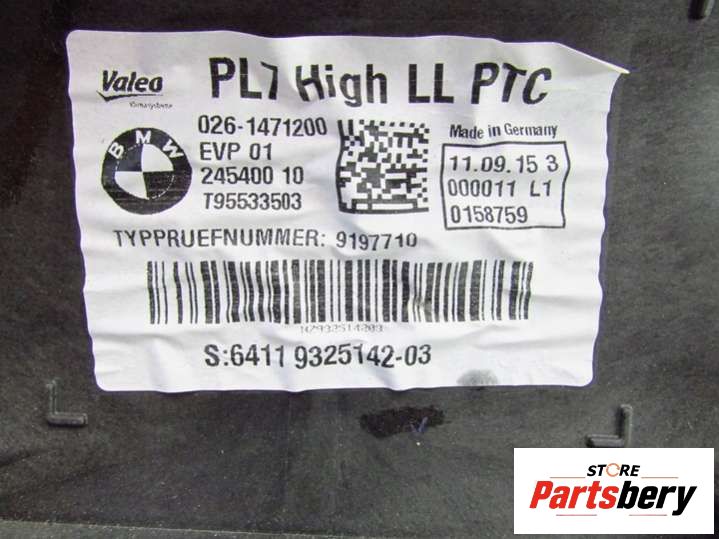 Valeo
Klimasysteme
PL7 High LL PTC
BMW
026-1471200
EVP 01
245400 10
T95533503
Made in Germany
11.09.15 3
000011 L1
0158759
TYPPRUEFNUMMER: 9197710
S:6411 9325142-03
STORE
Partsbery